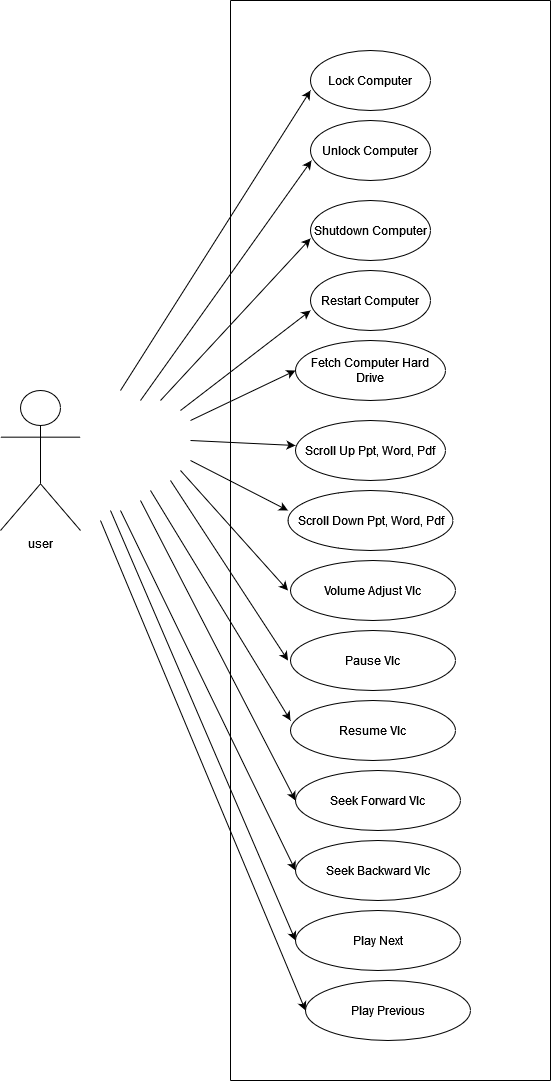 Lock Computer
Unlock Computer
Shutdown Computer
Restart Computer
Fetch Computer Hard
Drive
Scroll Up Ppt, Word, Pdf
Scroll Down Ppt, Word, Pdf
user
Volume Adjust Vlc
Pause Vlc
Resume Vlc
Seek Forward Vlc
Seek Backward Vlc
Play Next
Play Previous